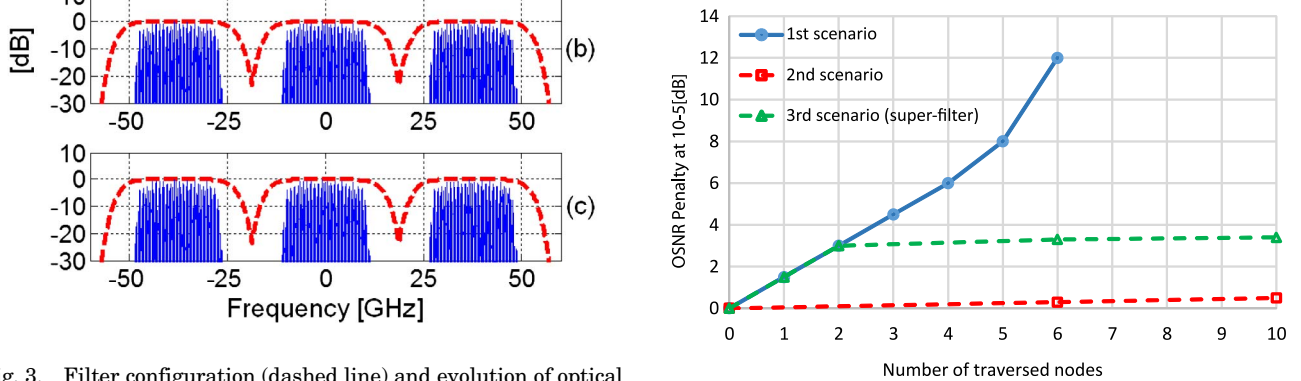 10
0
-10
-20
-30
[dB]
(b)
-50 -25 0 25 50
10
0
-10
-20
-30
(c)
-50 -25 0 25 50
Frequency [GHz]
Filter configuration (dashed line) and evolution of optical
14
12
10
8
6
4
2
0
OSNR Penalty at 10-5[dB]
1st scenario
2nd scenario
3rd scenario (super-filter)
0 1 2 3 4 5 6 7 8 9 10
Number of traversed nodes